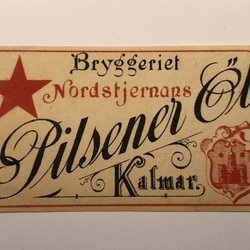 Bryggeriet
Nordstjernans
Pilsener Öl
Kalmar.